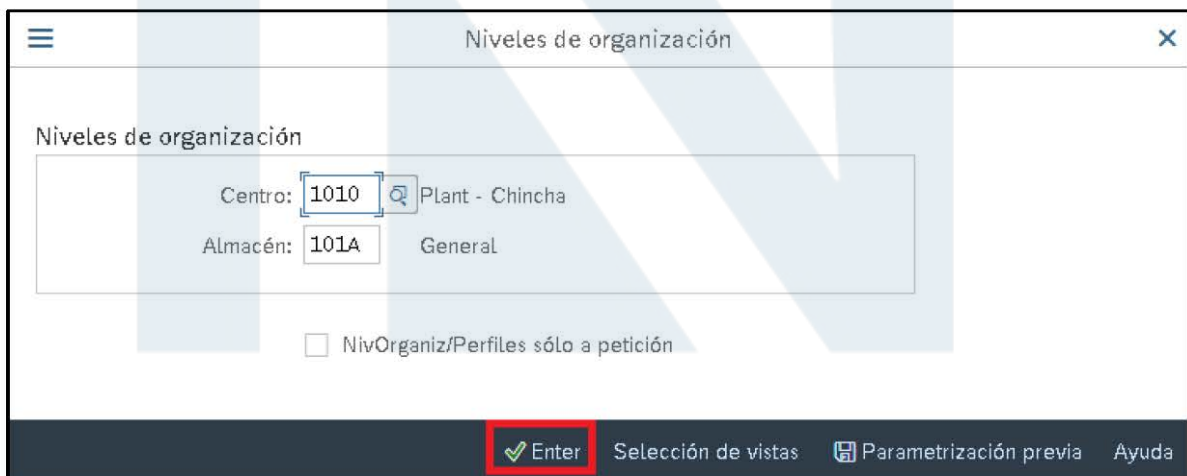 Niveles de organización
Niveles de organización
Centro: 1010 Plant - Chincha
Almacén: 101A General
NivOrganiz/Perfiles sólo a petición
Enter Selección de vistas Parametrización previa Ayuda